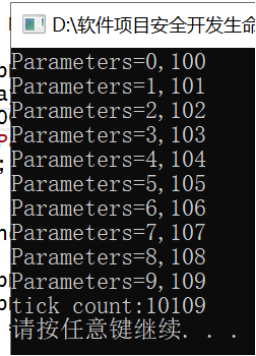 D:\软件项目安全开发生命
Parameters=0,100
Parameters=1,101
Parameters=2,102
Parameters=3,103
Parameters=4,104
Parameters=5,105
Parameters=6,106
Parameters=7,107
Parameters=8,108
Parameters=9,109
tick count:10109
请按任意键继续. . .